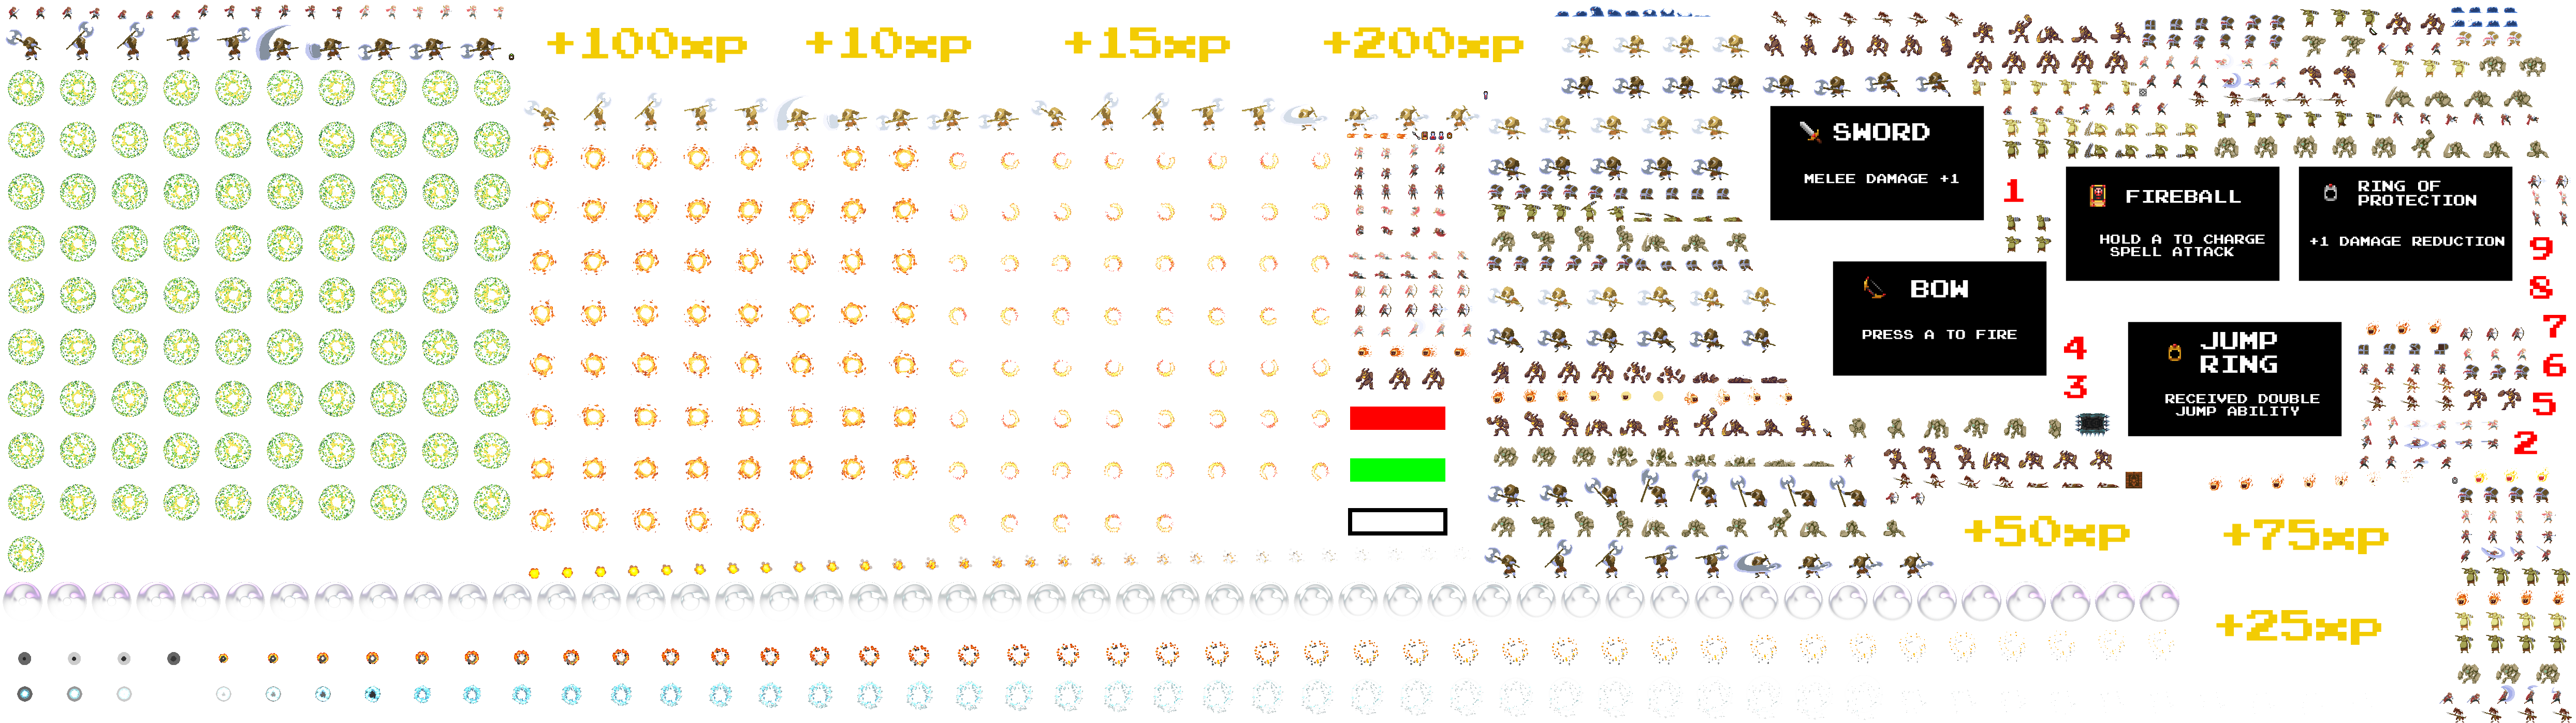 +100xp
+10xp
+15xp
+200xp
SWORD
MELEE DAMAGE +1
1
FIREBALL
HOLD A TO CHARGE
SPELL ATTACK
RING OF
PROTECTION
+1 DAMAGE REDUCTION
9
8
7
6
5
2
BOW
PRESS A TO FIRE
4
3
JUMP
RING
RECEIVED DOUBLE
JUMP ABILITY
+50xp
+75xp
+25xp